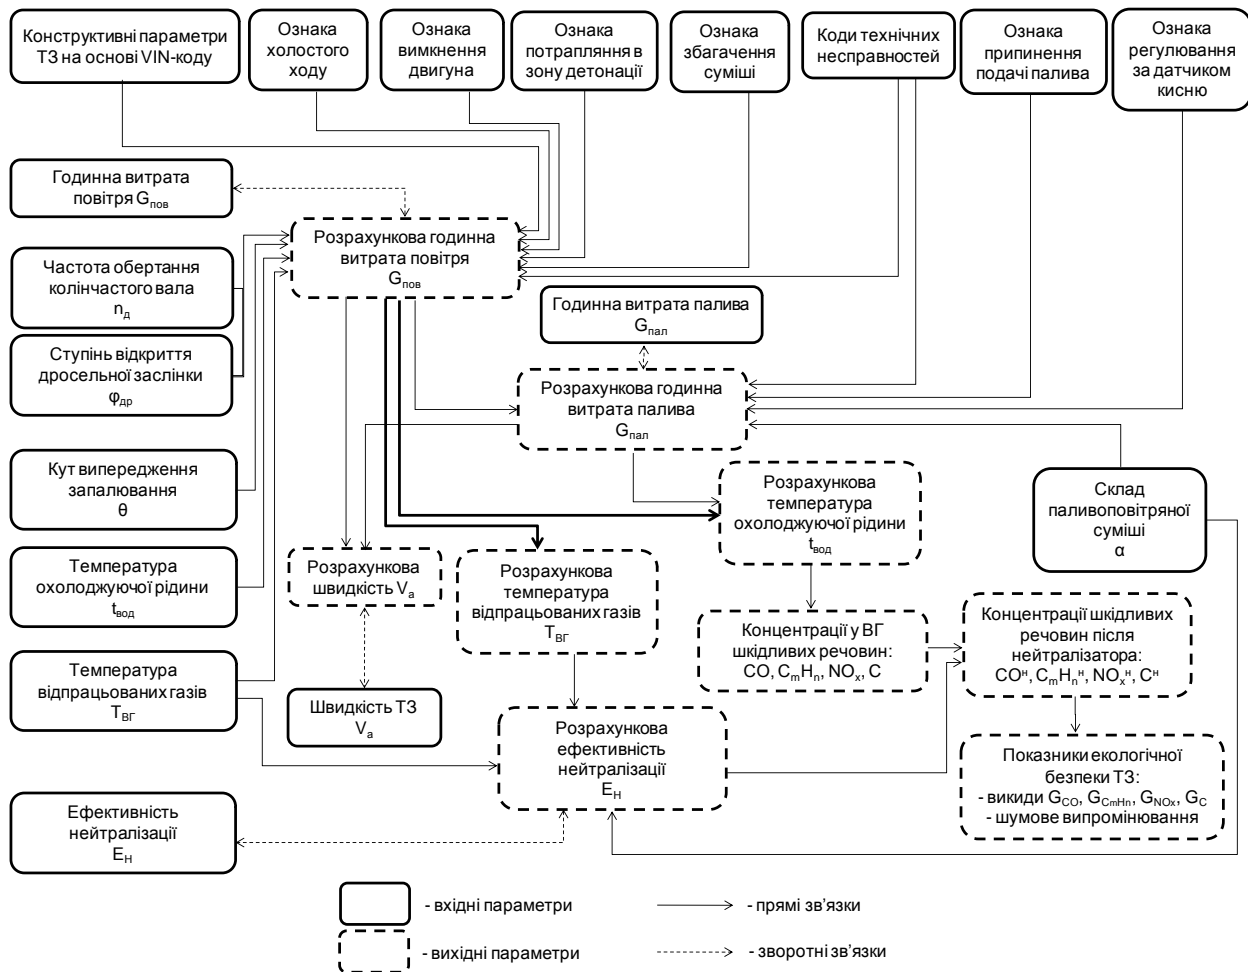 Конструктивні параметри
ТЗ на основі VIN-коду
Ознака
холостого
ходу
Ознака
вимкнення
двигуна
Ознака
потрапляння в
зону детонації
Ознака
збагачення
суміші
Коди технічних
несправностей
Ознака
припинення
подачі палива
Ознака
регулювання
за датчиком
кисню
Годинна витрата
повітря Gпов
Розрахункова годинна
витрата повітря
Gпов
Частота обертання
колінчастого вала
nд
Годинна витрата палива
Gпал
Ступінь відкриття
дросельної заслінки
φдр
Розрахункова годинна
витрата палива
Gпал
Кут випередження
запалювання
θ
Розрахункова
температура
охолоджуючої рідини
tвод
Склад
паливоповітряної
суміші
α
Температура
охолоджуючої рідини
tвод
Розрахункова
швидкість Va
Розрахункова
температура
відпрацьованих газів
TВГ
Концентрації у ВГ
шкідливих речовин:
CO, CmHn, NOx, C
Концентрації шкідливих
речовин після
нейтралізатора:
COᴴ, CmHnᴴ, NOxᴴ, Cᴴ
Температура
відпрацьованих газів
TВГ
Швидкість ТЗ
Va
Розрахункова
ефективність
нейтралізації
EН
Показники екологічної
безпеки ТЗ:
- викиди GCO, GCmHn, GNOx, GC
- шумове випромінювання
Ефективність
нейтралізації
EН
- вхідні параметри
- прямі зв'язки
- вихідні параметри
- зворотні зв'язки